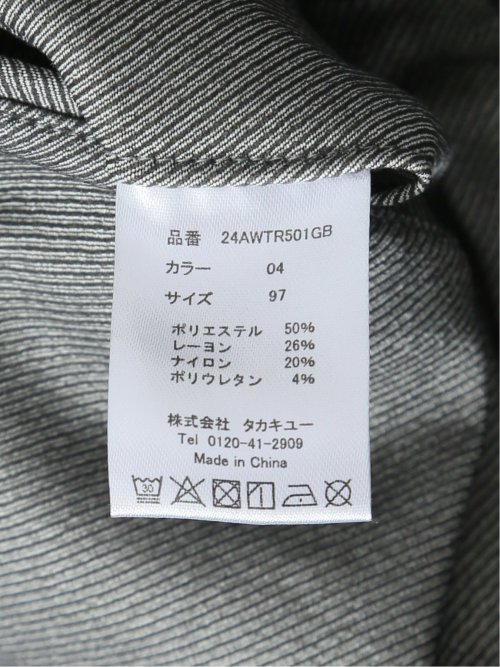 品番 24AWTR501GB
カラー 04
サイズ 97
ポリエステル 50%
レーヨン 26%
ナイロン 20%
ポリウレタン 4%
株式会社 タカキユー
Tel 0120-41-2909
Made in China
30